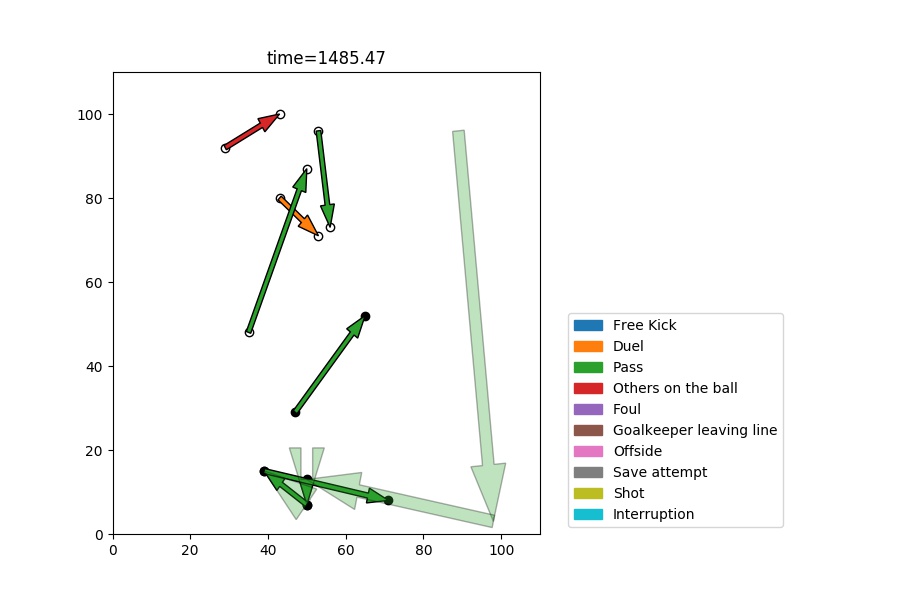 time=1485.47
100
80
60
40
20
0
0 20 40 60 80 100
Free Kick
Duel
Pass
Others on the ball
Foul
Goalkeeper leaving line
Offside
Save attempt
Shot
Interruption